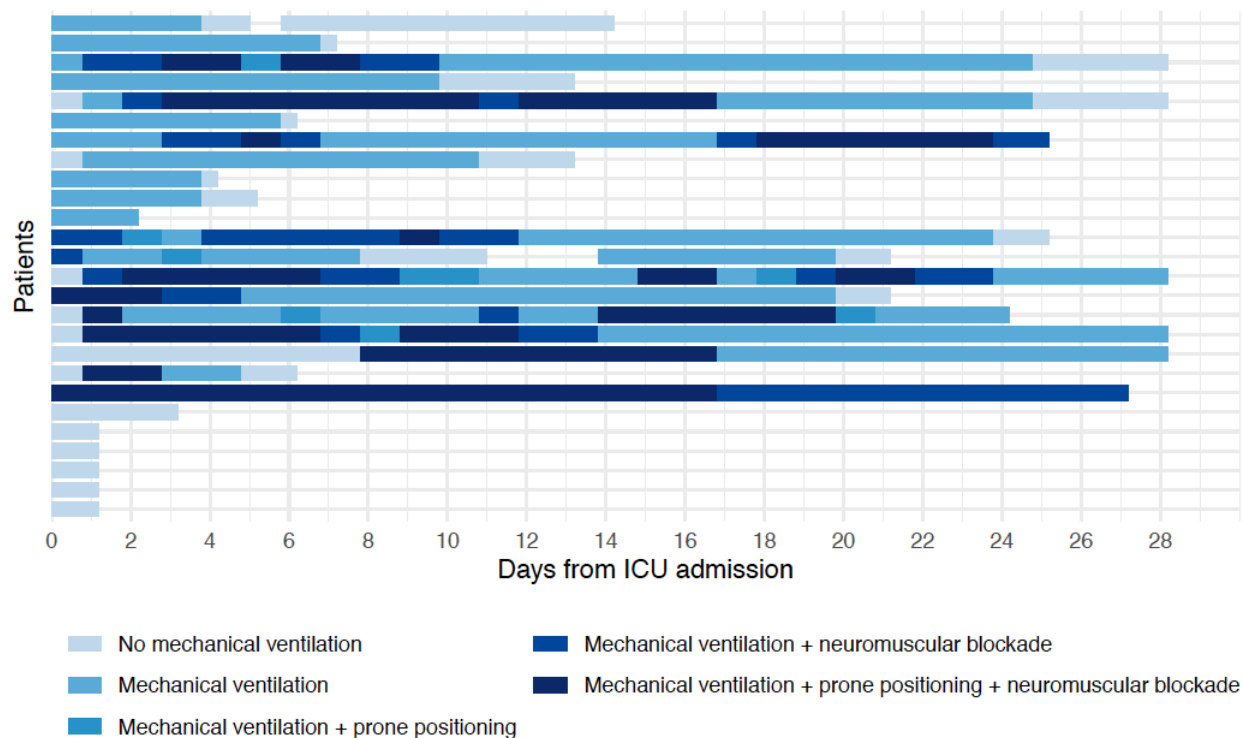 Patients
0 2 4 6 8 10 12 14 16 18 20 22 24 26 28
Days from ICU admission
No mechanical ventilation
Mechanical ventilation
Mechanical ventilation + prone positioning
Mechanical ventilation + neuromuscular blockade
Mechanical ventilation + prone positioning + neuromuscular blockade